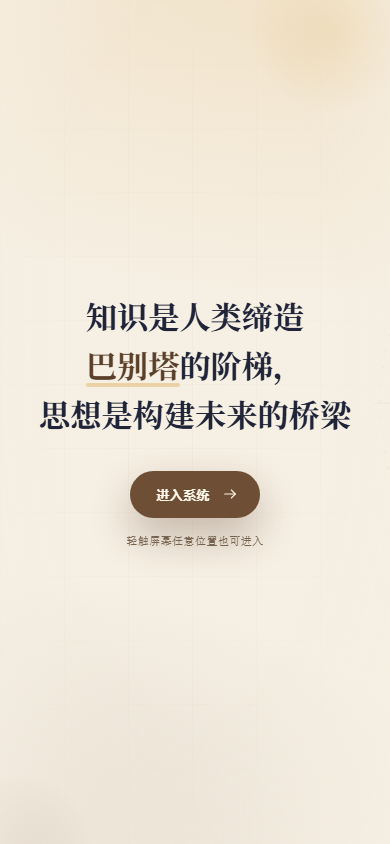 知识是人类缔造
巴别塔的阶梯,
思想是构建未来的桥梁
进入系统 →
轻触屏幕任意位置也可进入